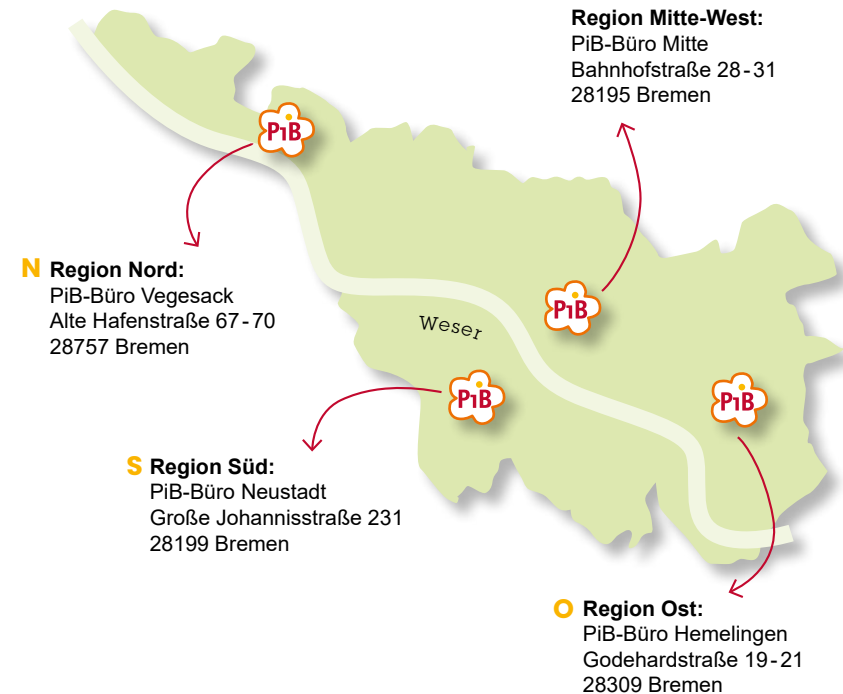 Region Mitte-West:
PiB-Büro Mitte
Bahnhofstraße 28-31
28195 Bremen
PiB
N Region Nord:
PiB-Büro Vegesack
Alte Hafenstraße 67-70
28757 Bremen
PiB
Weser
PiB
PiB
S Region Süd:
PiB-Büro Neustadt
Große Johannisstraße 231
28199 Bremen
O Region Ost:
PiB-Büro Hemelingen
Godehardstraße 19-21
28309 Bremen